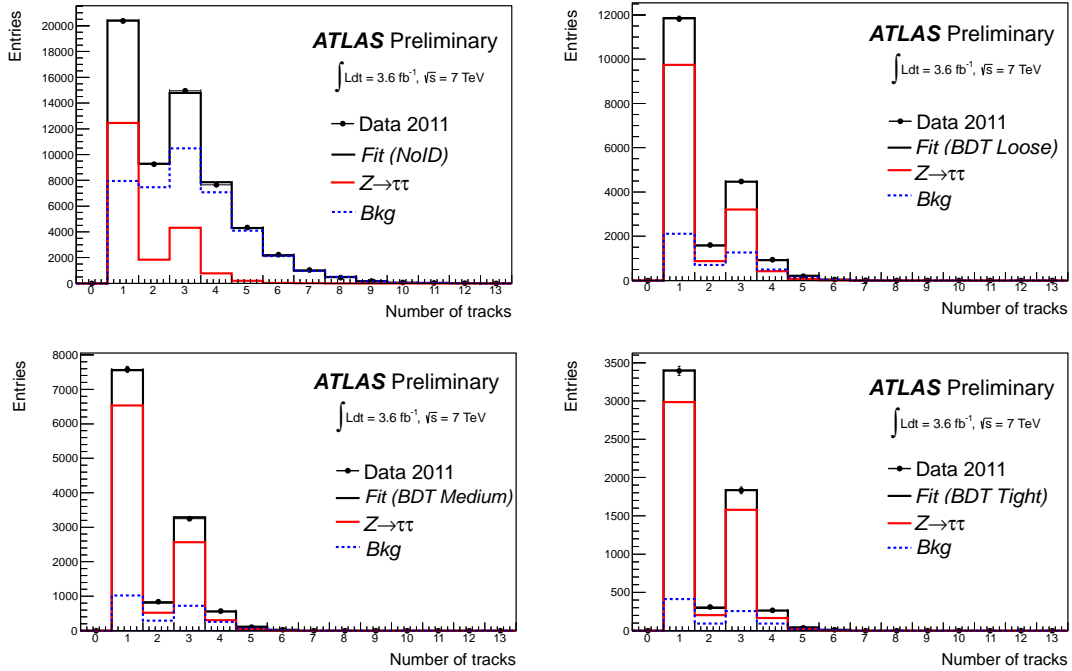 Entries
20000
18000
16000
14000
12000
10000
8000
6000
4000
2000
0
0 1 2 3 4 5 6 7 8 9 10 11 12 13
Number of tracks
ATLAS Preliminary
∫Ldt = 3.6 fb⁻¹, √s = 7 TeV
Data 2011
Fit (NoID)
Z→ττ
Bkg
Entries
12000
10000
8000
6000
4000
2000
0
0 1 2 3 4 5 6 7 8 9 10 11 12 13
Number of tracks
ATLAS Preliminary
∫Ldt = 3.6 fb⁻¹, √s = 7 TeV
Data 2011
Fit (BDT Loose)
Z→ττ
Bkg
Entries
8000
7000
6000
5000
4000
3000
2000
1000
0
0 1 2 3 4 5 6 7 8 9 10 11 12 13
Number of tracks
ATLAS Preliminary
∫Ldt = 3.6 fb⁻¹, √s = 7 TeV
Data 2011
Fit (BDT Medium)
Z→ττ
Bkg
Entries
3500
3000
2500
2000
1500
1000
500
0
0 1 2 3 4 5 6 7 8 9 10 11 12 13
Number of tracks
ATLAS Preliminary
∫Ldt = 3.6 fb⁻¹, √s = 7 TeV
Data 2011
Fit (BDT Tight)
Z→ττ
Bkg